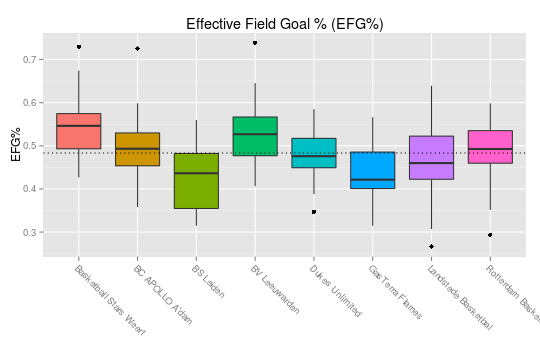 Effective Field Goal % (EFG%)
EFG%
0.7
0.6
0.5
0.4
0.3
Basketball Stars Weert
BC APOLLO A'dam
BS Leiden
BV Leeuwarden
Dukes Unlimited
GasTerra Flames
Landstede Basketbal
Rotterdam Baske